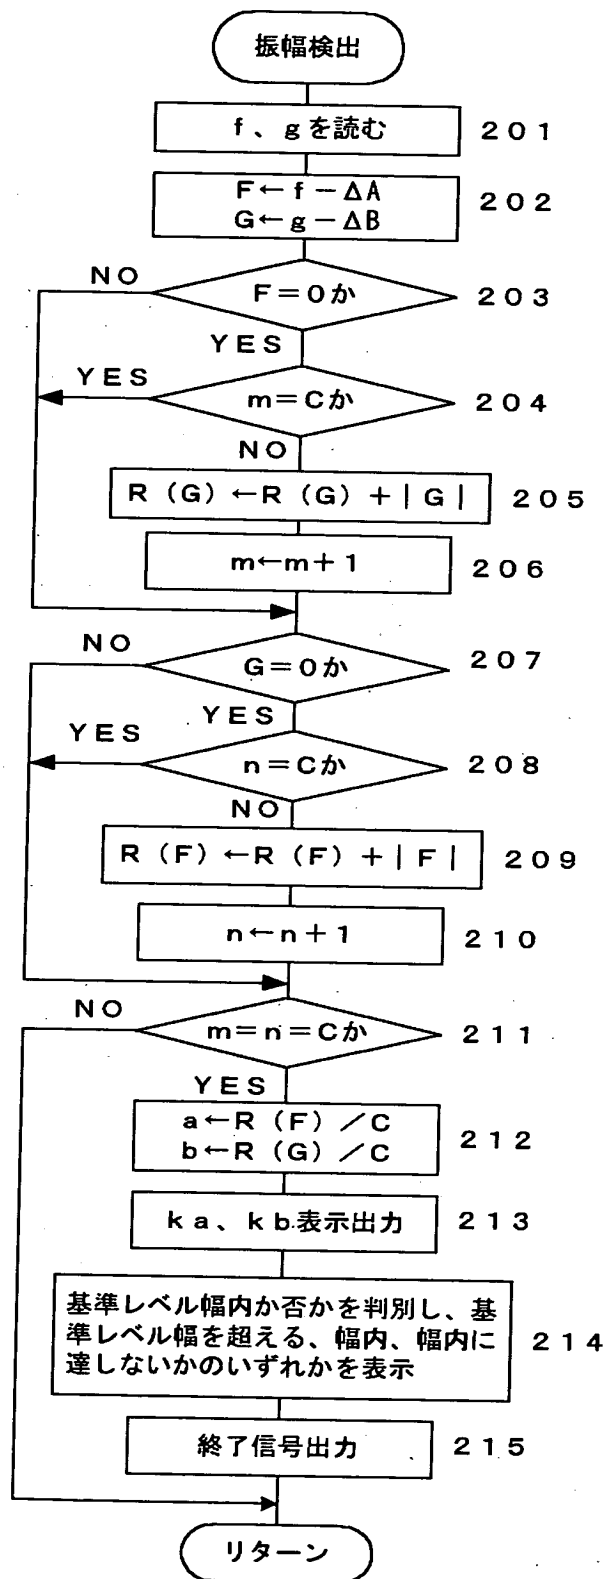 振幅検出
f、gを読む
201
F←f－ΔA
G←g－ΔB
202
NO
F＝0か
203
YES
YES
m＝Cか
204
NO
R（G）←R（G）＋｜G｜
205
m←m＋1
206
NO
G＝0か
207
YES
YES
n＝Cか
208
NO
R（F）←R（F）＋｜F｜
209
n←n＋1
210
NO
m＝n＝Cか
211
YES
a←R（F）／C
b←R（G）／C
212
ka、kb表示出力
213
基準レベル幅内か否かを判別し、基
準レベル幅を超える、幅内、幅内に
達しないかのいずれかを表示
214
終了信号出力
215
リターン